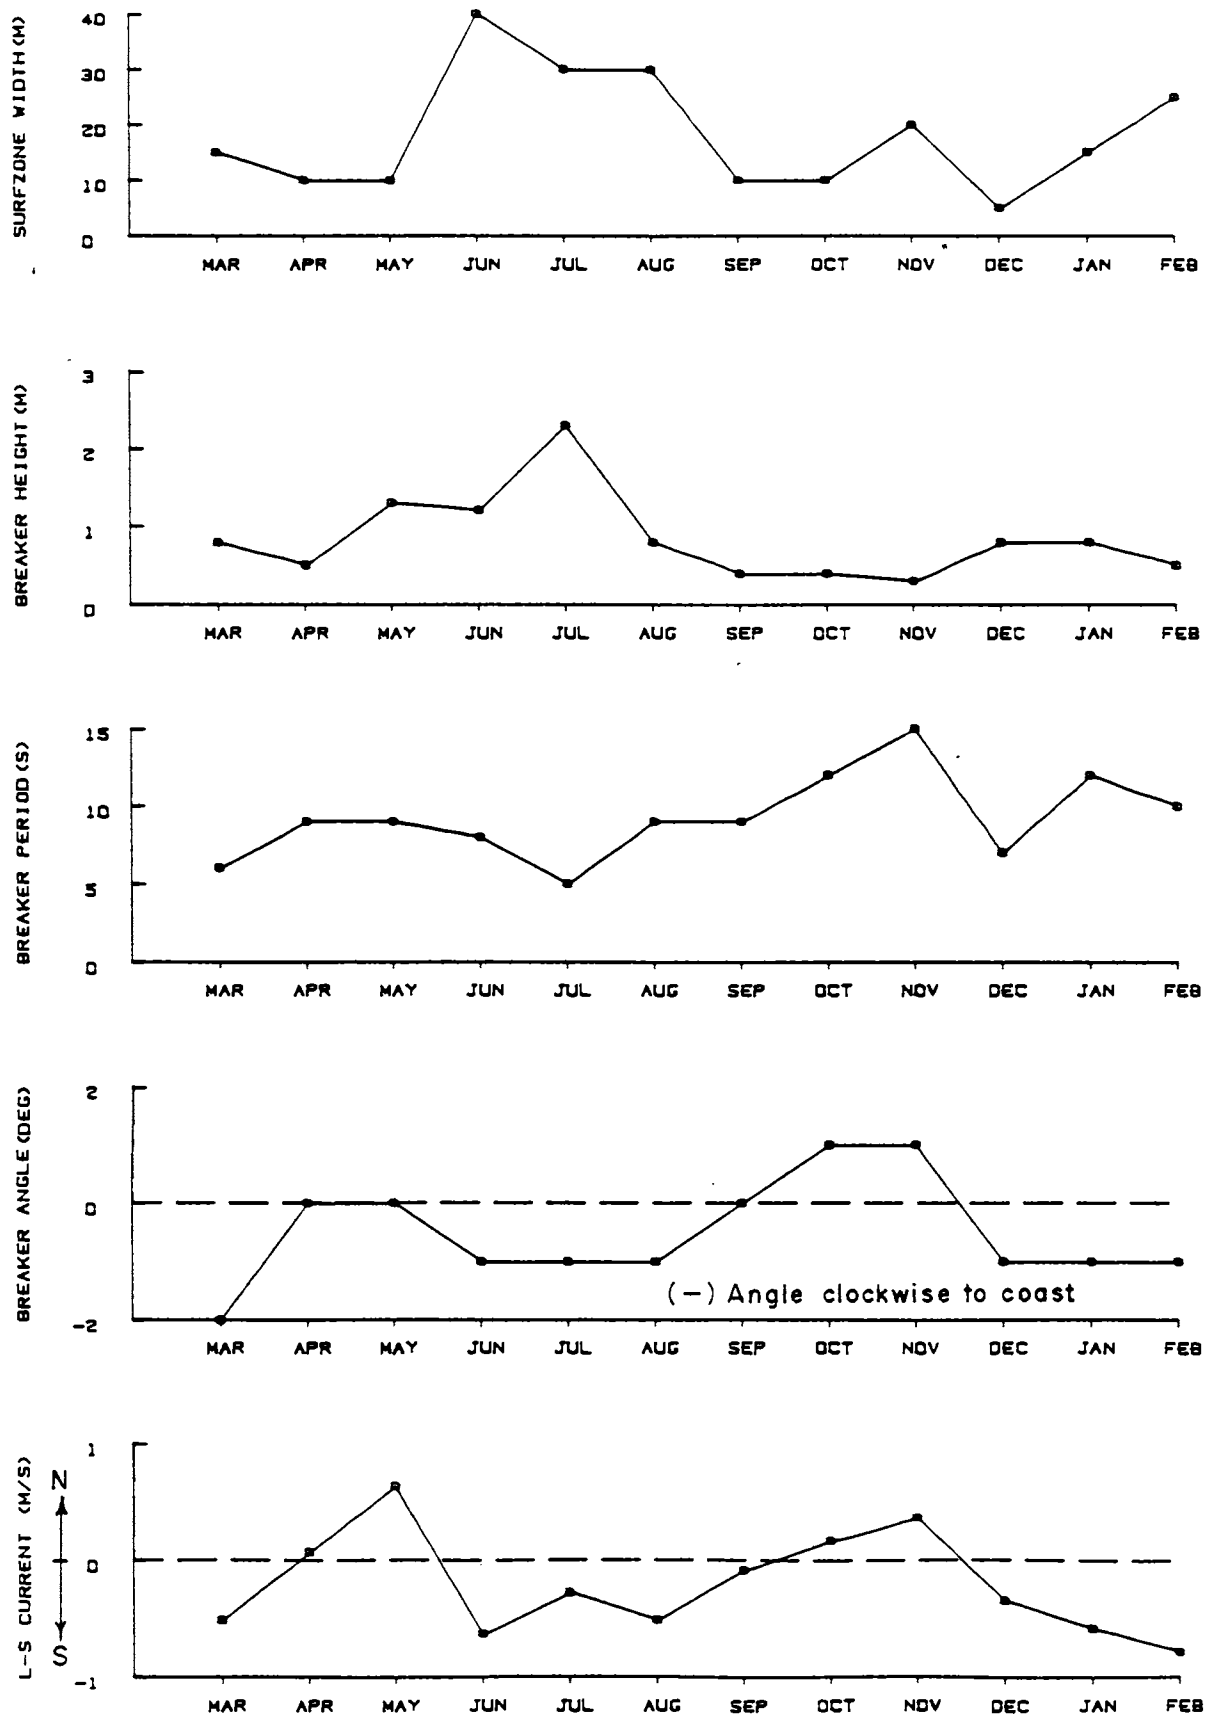 SURFZONE WIDTH (M)
40
30
20
10
0
MAR APR MAY JUN JUL AUG SEP OCT NOV DEC JAN FEB
BREAKER HEIGHT (M)
3
2
1
0
MAR APR MAY JUN JUL AUG SEP OCT NOV DEC JAN FEB
BREAKER PERIOD (S)
15
10
5
0
MAR APR MAY JUN JUL AUG SEP OCT NOV DEC JAN FEB
BREAKER ANGLE (DEG)
2
0
(-) Angle clockwise to coast
-2
MAR APR MAY JUN JUL AUG SEP OCT NOV DEC JAN FEB
L-S CURRENT (M/S)
1
N
0
S
-1
MAR APR MAY JUN JUL AUG SEP OCT NOV DEC JAN FEB